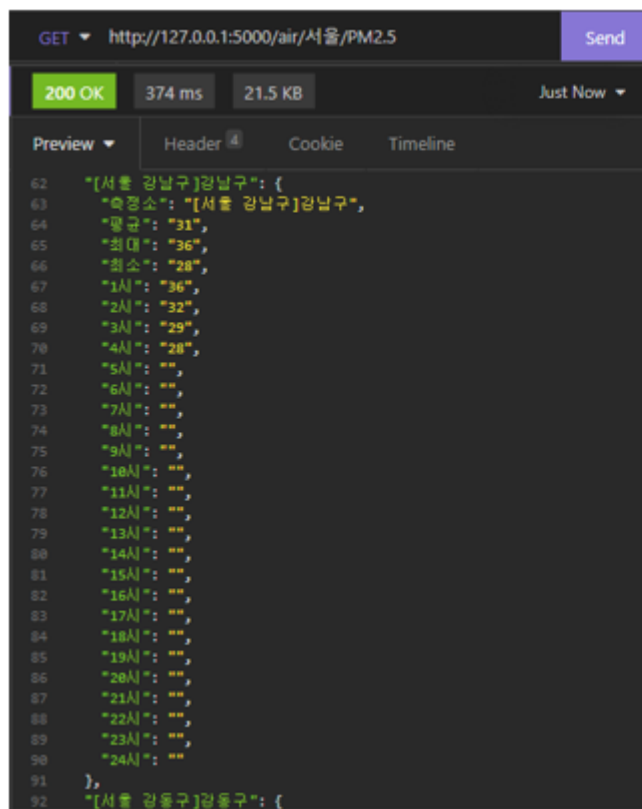 GET http://127.0.0.1:5000/air/서울/PM2.5 Send
200 OK 374 ms 21.5 KB Just Now
Preview Header 4 Cookie Timeline
62 "[서울 강남구]강남구": {
63 "측정소": "[서울 강남구]강남구",
64 "평균": "31",
65 "최대": "36",
66 "최소": "28",
67 "1시": "36",
68 "2시": "32",
69 "3시": "29",
70 "4시": "28",
71 "5시": "",
72 "6시": "",
73 "7시": "",
74 "8시": "",
75 "9시": "",
76 "10시": "",
77 "11시": "",
78 "12시": "",
79 "13시": "",
80 "14시": "",
81 "15시": "",
82 "16시": "",
83 "17시": "",
84 "18시": "",
85 "19시": "",
86 "20시": "",
87 "21시": "",
88 "22시": "",
89 "23시": "",
90 "24시": ""
91 },
92 "[서울 강동구]강동구": {